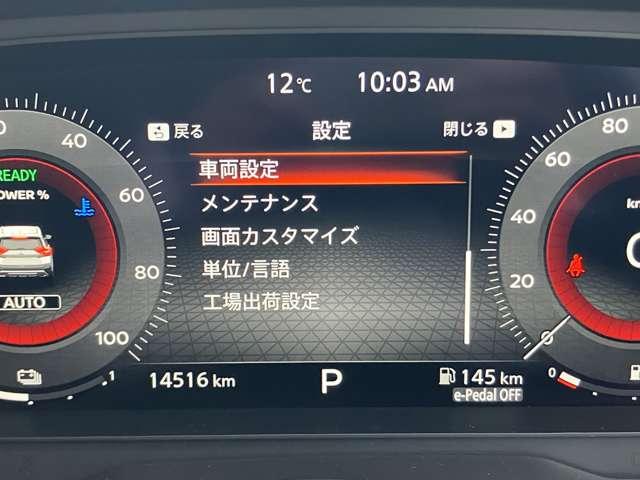 12℃ 10:03 AM
戻る 設定 閉じる
車両設定
メンテナンス
画面カスタマイズ
単位/言語
工場出荷設定
40
60
80
100
READY
POWER %
AUTO
80
60
40
20
0
km
1
14516 km P 145 km
e-Pedal OFF
0